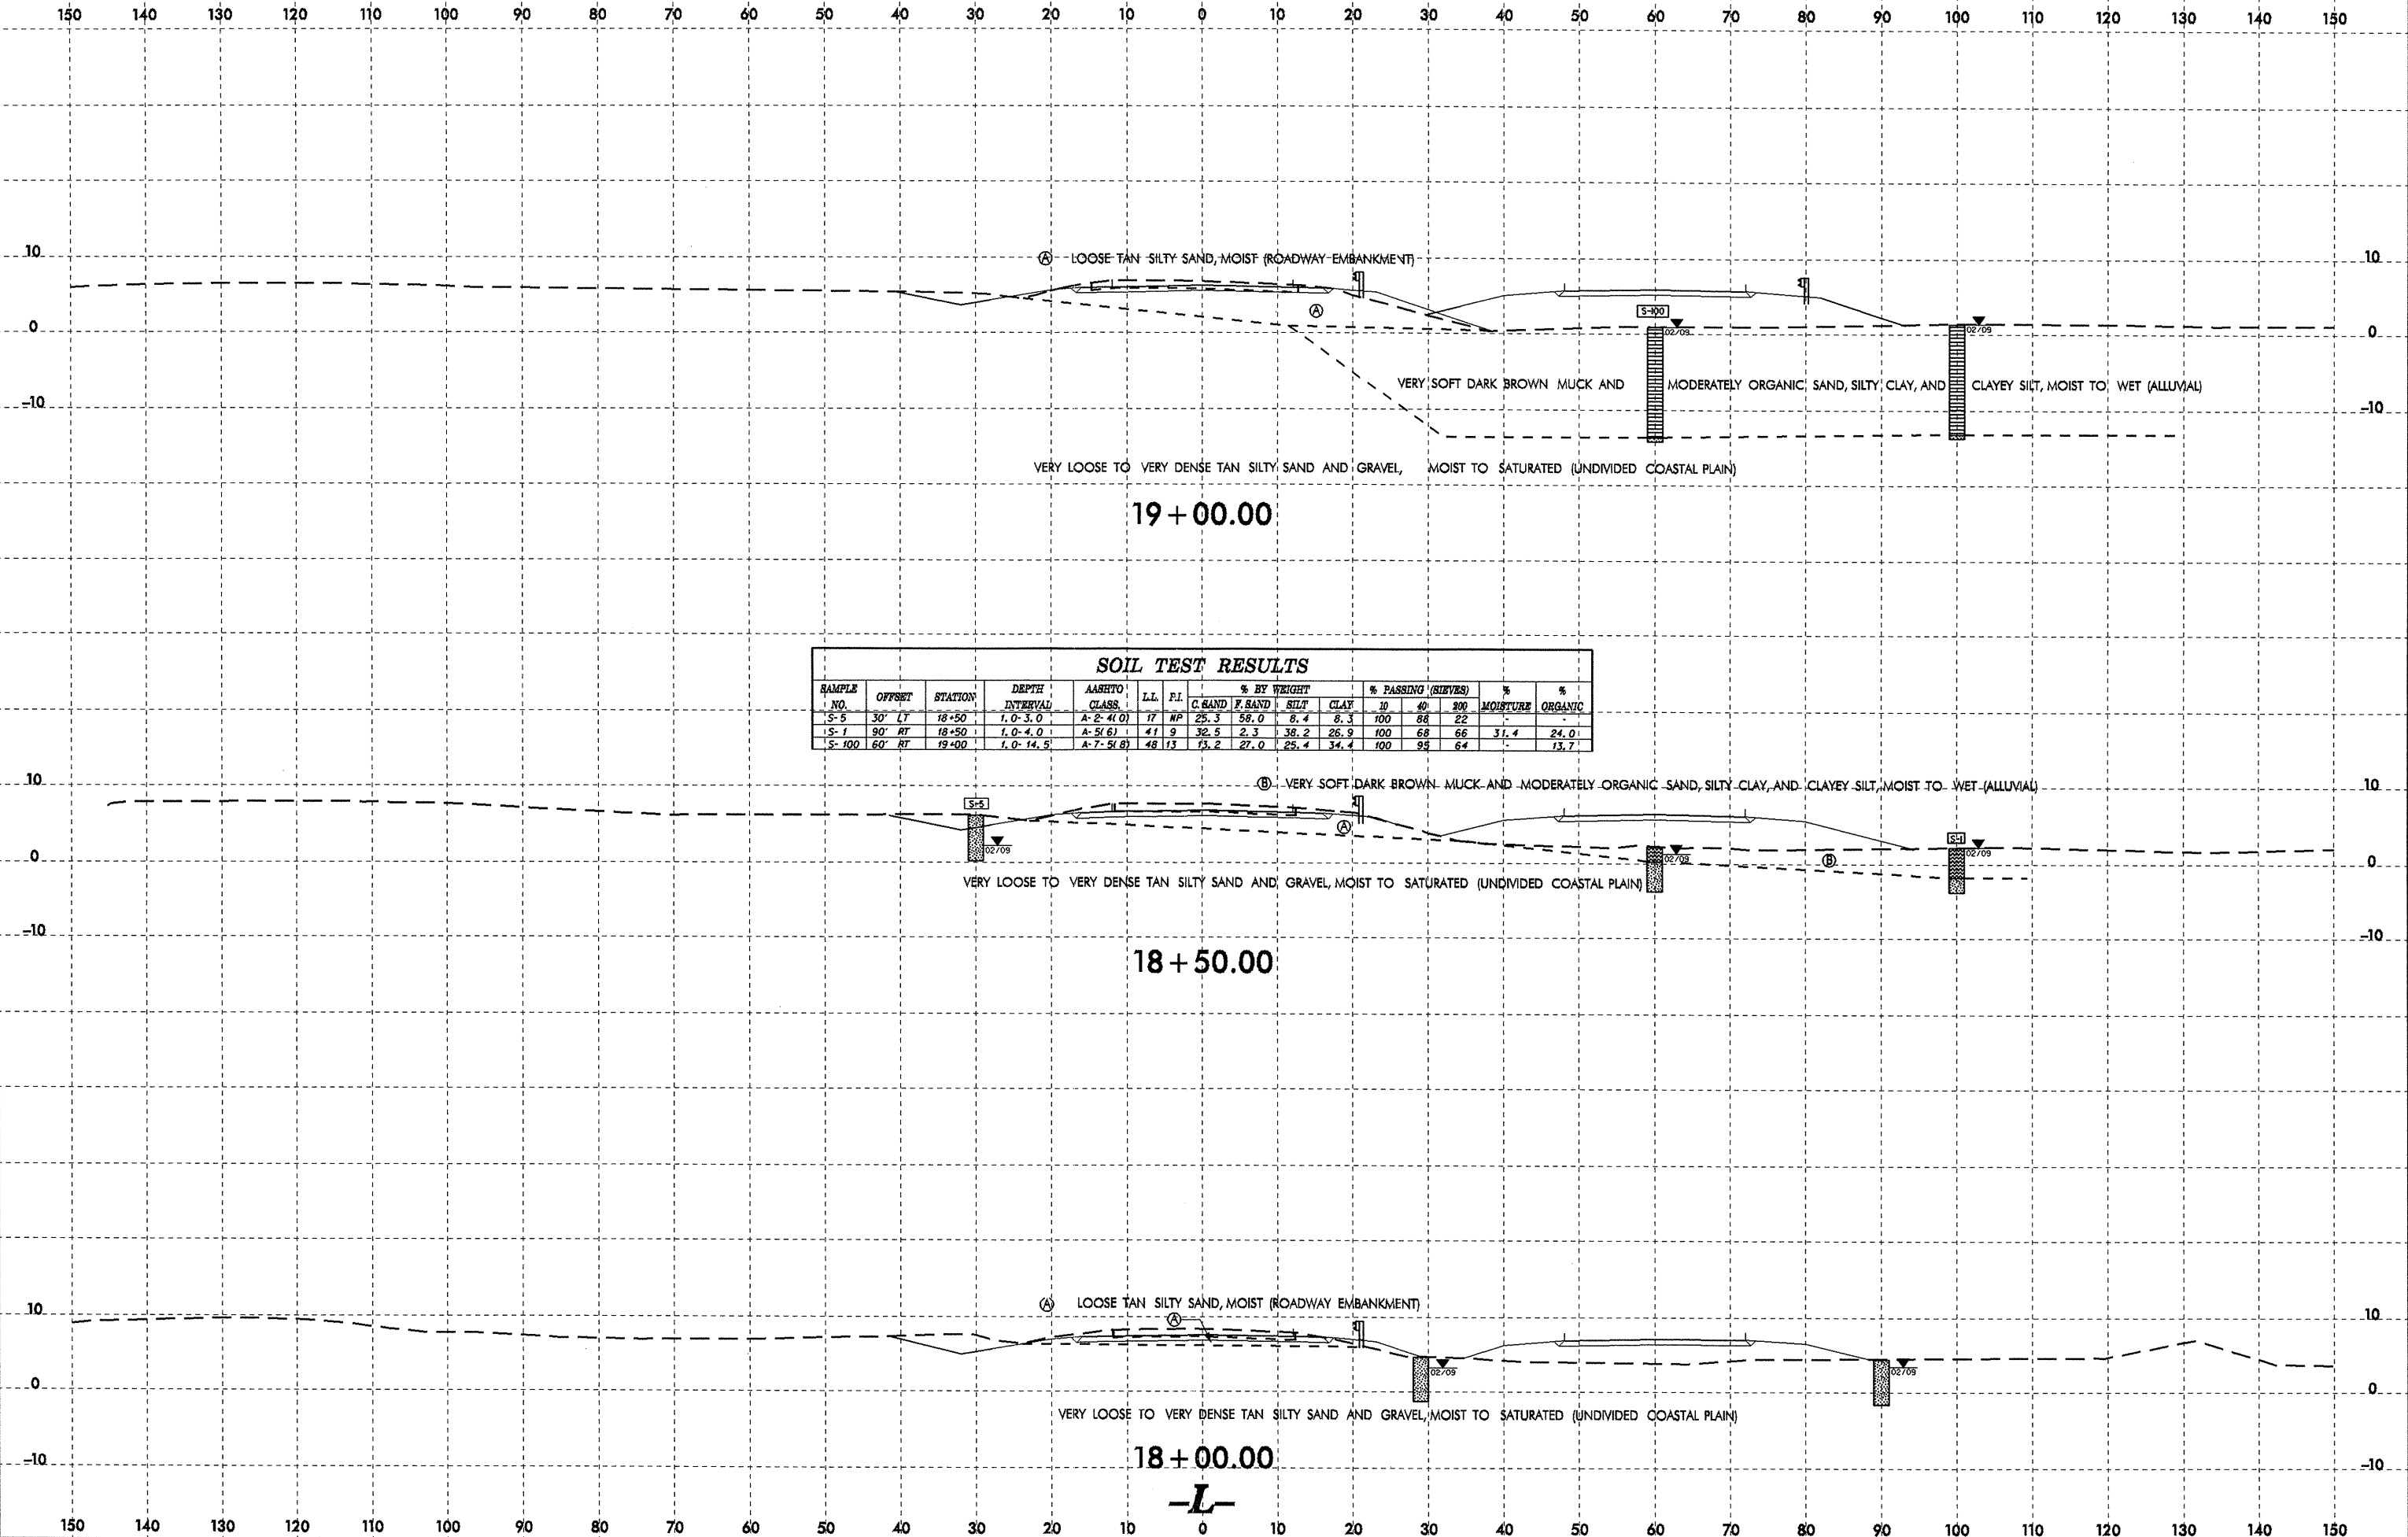 150 140 130 120 110 100 90 80 70 60 50 40 30 20 10 0 10 20 30 40 50 60 70 80 90 100 110 120 130 140 150
Ⓐ LOOSE TAN SILTY SAND, MOIST (ROADWAY EMBANKMENT)
10 10
Ⓐ
S-100
02/09 02/09
0 0
VERY SOFT DARK BROWN MUCK AND MODERATELY ORGANIC SAND, SILTY CLAY, AND CLAYEY SILT, MOIST TO WET (ALLUVIAL)
-10 -10
VERY LOOSE TO VERY DENSE TAN SILTY SAND AND GRAVEL, MOIST TO SATURATED (UNDIVIDED COASTAL PLAIN)
19+00.00
SOIL TEST RESULTS
SAMPLE NO. OFFSET STATION DEPTH INTERVAL AASHTO CLASS. L.L. P.I. % BY WEIGHT % PASSING (SIEVES) % MOISTURE % ORGANIC
C. SAND F. SAND SILT CLAY 10 40 200
S-5 30' LT 18+50 1.0-3.0 A-2-4(0) 17 NP 25.3 58.0 8.4 8.3 100 88 22 - -
S-1 90' RT 18+50 1.0-4.0 A-5(6) 41 9 32.5 2.3 38.2 26.9 100 68 66 31.4 24.0
S-100 60' RT 19+00 1.0-14.5 A-7-5(8) 48 13 13.2 27.0 25.4 34.4 100 95 64 - 13.7
10 10
Ⓑ VERY SOFT DARK BROWN MUCK AND MODERATELY ORGANIC SAND, SILTY CLAY, AND CLAYEY SILT, MOIST TO WET (ALLUVIAL)
S-5
Ⓐ
S-1
02/09 02/09 02/09
Ⓑ
0 0
VERY LOOSE TO VERY DENSE TAN SILTY SAND AND GRAVEL, MOIST TO SATURATED (UNDIVIDED COASTAL PLAIN)
-10 -10
18+50.00
Ⓐ LOOSE TAN SILTY SAND, MOIST (ROADWAY EMBANKMENT)
10 10
Ⓐ
02/09 02/09
0 0
VERY LOOSE TO VERY DENSE TAN SILTY SAND AND GRAVEL, MOIST TO SATURATED (UNDIVIDED COASTAL PLAIN)
18+00.00
-10 -10
-L-
150 140 130 120 110 100 90 80 70 60 50 40 30 20 10 0 10 20 30 40 50 60 70 80 90 100 110 120 130 140 150